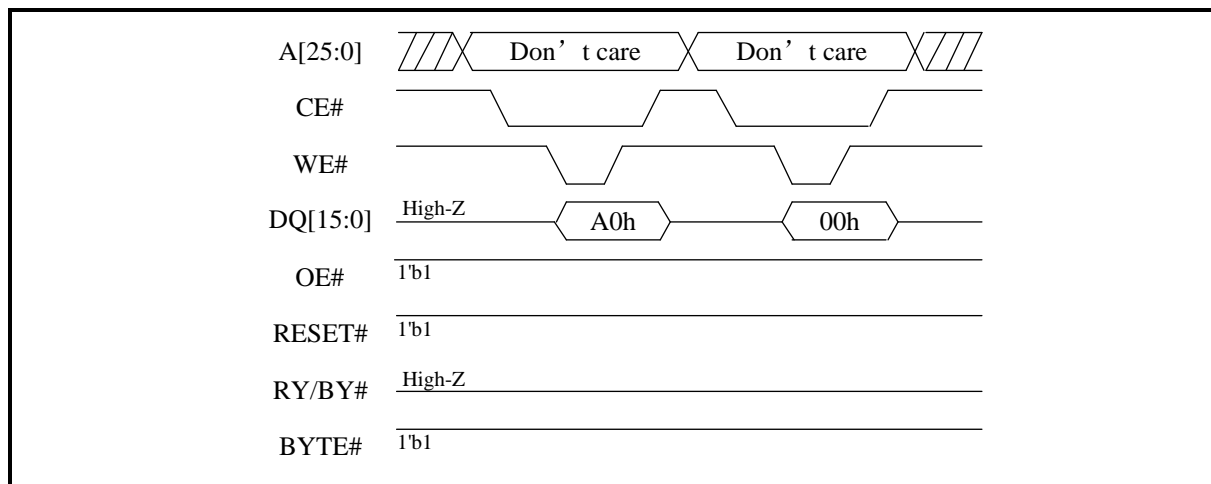 A[25:0] Don’ t care Don’ t care
CE#
WE#
DQ[15:0] High-Z A0h 00h
OE# 1'b1
RESET# 1'b1
RY/BY# High-Z
BYTE# 1'b1